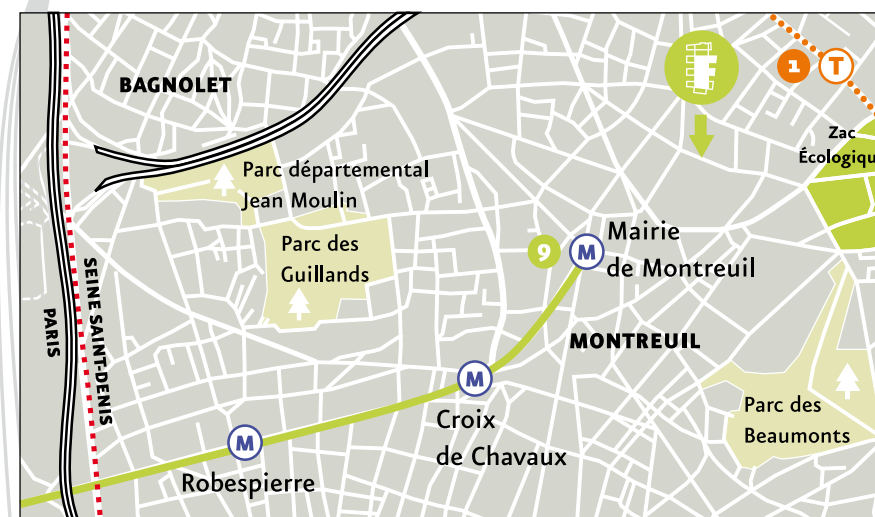 BAGNOLET
1 T
Zac
Écologiqu
Parc départemental
Jean Moulin
Parc des
Guillands
9 M
Mairie
de Montreuil
SEINE SAINT-DENIS
PARIS
MONTREUIL
M
Croix
de Chavaux
Parc des
Beaumonts
M
Robespierre